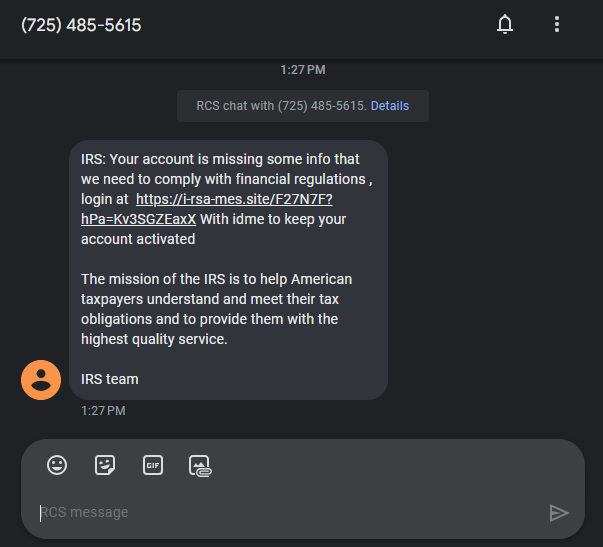 (725) 485-5615
1:27 PM
RCS chat with (725) 485-5615. Details
IRS: Your account is missing some info that
we need to comply with financial regulations ,
login at  https://i-rsa-mes.site/F27N7F?
hPa=Kv3SGZEaxX With idme to keep your
account activated
The mission of the IRS is to help American
taxpayers understand and meet their tax
obligations and to provide them with the
highest quality service.
IRS team
1:27 PM
GIF
RCS message